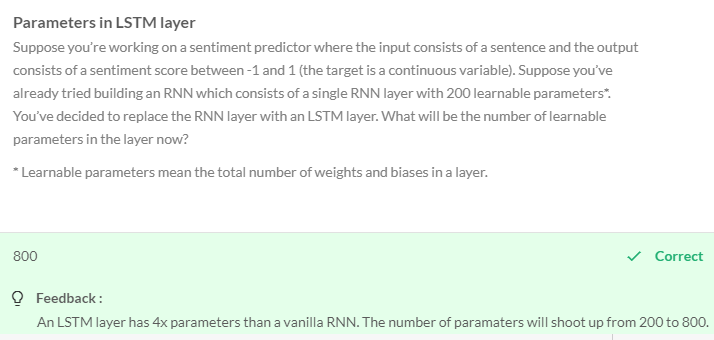 Parameters in LSTM layer
Suppose you're working on a sentiment predictor where the input consists of a sentence and the output
consists of a sentiment score between -1 and 1 (the target is a continuous variable). Suppose you've
already tried building an RNN which consists of a single RNN layer with 200 learnable parameters*.
You've decided to replace the RNN layer with an LSTM layer. What will be the number of learnable
parameters in the layer now?
* Learnable parameters mean the total number of weights and biases in a layer.
800
Correct
Feedback :
An LSTM layer has 4x parameters than a vanilla RNN. The number of paramaters will shoot up from 200 to 800.